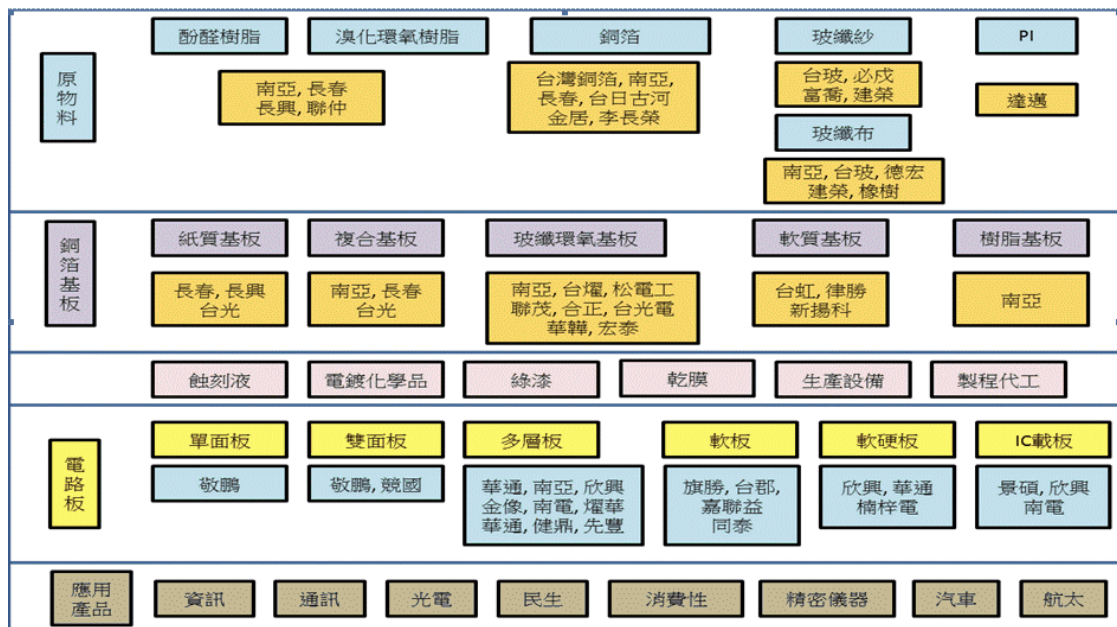 原物料
酚醛樹脂
溴化環氧樹脂
銅箔
玻纖紗
PI
南亞, 長春
長興, 聯仲
台灣銅箔, 南亞,
長春, 台日古河
金居, 李長榮
台玻, 必成
富喬, 建榮
達邁
玻纖布
南亞, 台玻, 德宏
建榮, 橡樹
銅箔基板
紙質基板
複合基板
玻纖環氧基板
軟質基板
樹脂基板
長春, 長興
台光
南亞, 長春
台光
南亞, 台燿, 松電工
聯茂, 合正, 台光電
華韡, 宏泰
台虹, 律勝
新揚科
南亞
蝕刻液
電鍍化學品
綠漆
乾膜
生產設備
製程代工
電路板
單面板
雙面板
多層板
軟板
軟硬板
IC載板
敬鵬
敬鵬, 競國
華通, 南亞, 欣興
金像, 南電, 燿華
華通, 健鼎, 先豐
旗勝, 台郡,
嘉聯益
同泰
欣興, 華通
楠梓電
景碩, 欣興
南電
應用
產品
資訊
通訊
光電
民生
消費性
精密儀器
汽車
航太